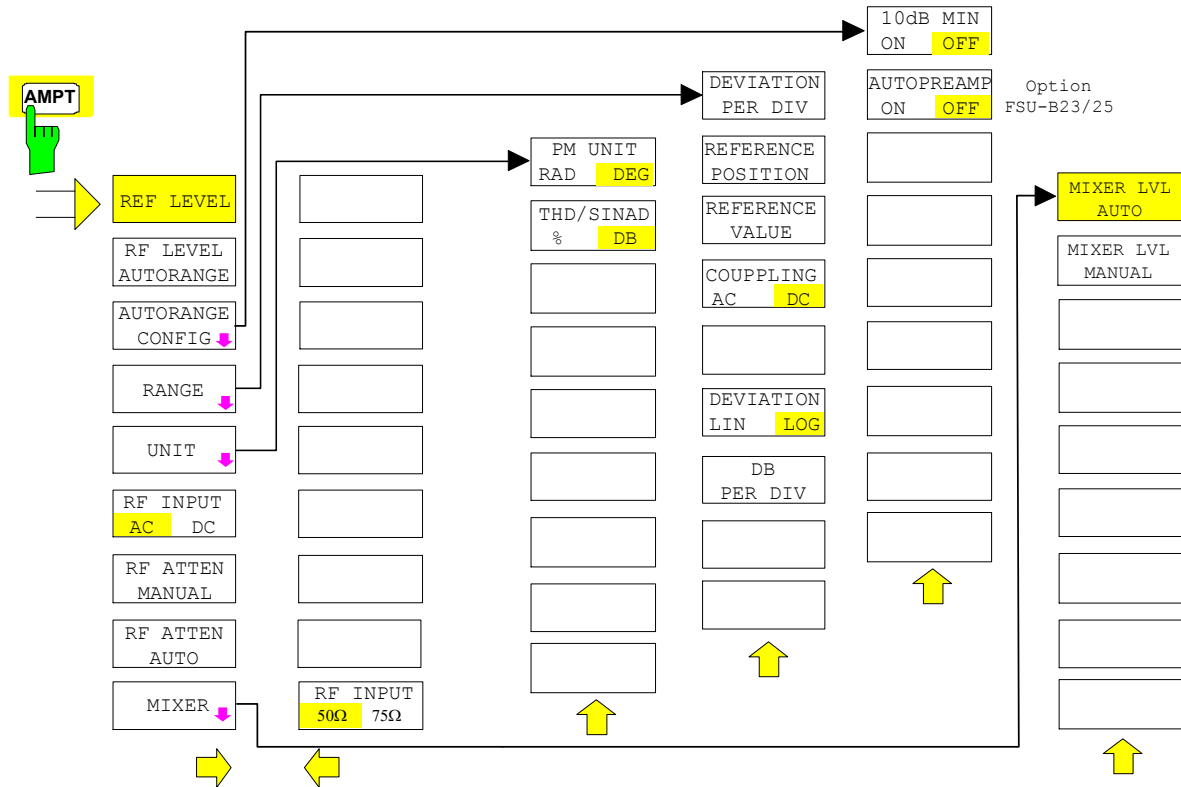 AMPT
REF LEVEL
RF LEVEL
AUTORANGE
AUTORANGE
CONFIG
RANGE
UNIT
RF INPUT
AC DC
RF ATTEN
MANUAL
RF ATTEN
AUTO
MIXER
RF INPUT
50Ω 75Ω
PM UNIT
RAD DEG
THD/SINAD
% DB
DEVIATION
PER DIV
REFERENCE
POSITION
REFERENCE
VALUE
COUPPLING
AC DC
DEVIATION
LIN LOG
DB
PER DIV
10dB MIN
ON OFF
AUTOPREAMP
ON OFF
Option
FSU-B23/25
MIXER LVL
AUTO
MIXER LVL
MANUAL